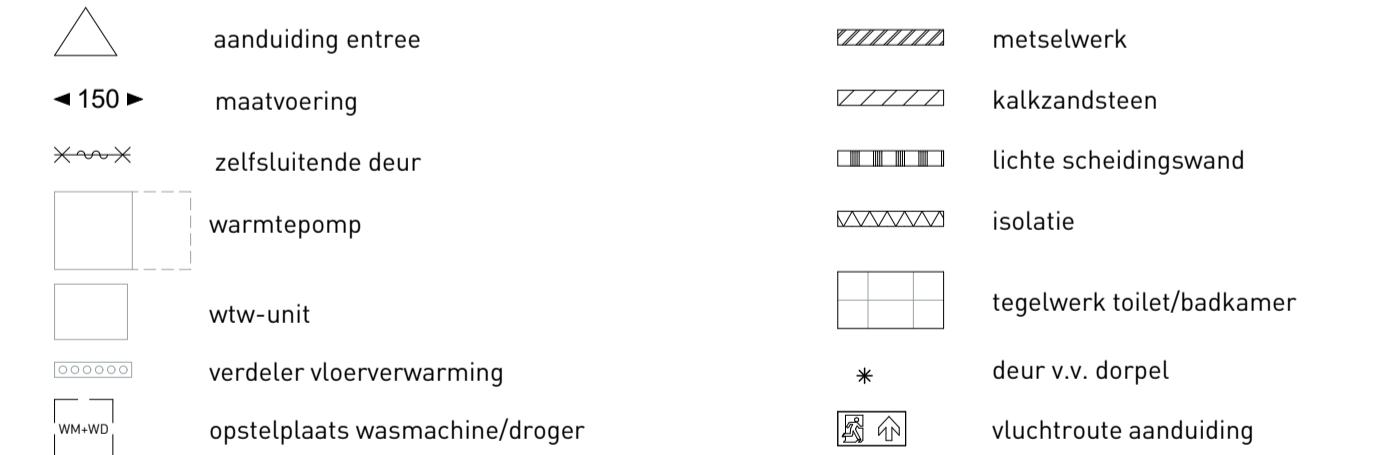 aanduiding entree
◄ 150 ► maatvoering
zelfsluitende deur
warmtepomp
wtw-unit
verdeler vloerverwarming
WM+WD opstelplaats wasmachine/droger
metselwerk
kalkzandsteen
lichte scheidingswand
isolatie
tegelwerk toilet/badkamer
* deur v.v. dorpel
vluchtroute aanduiding